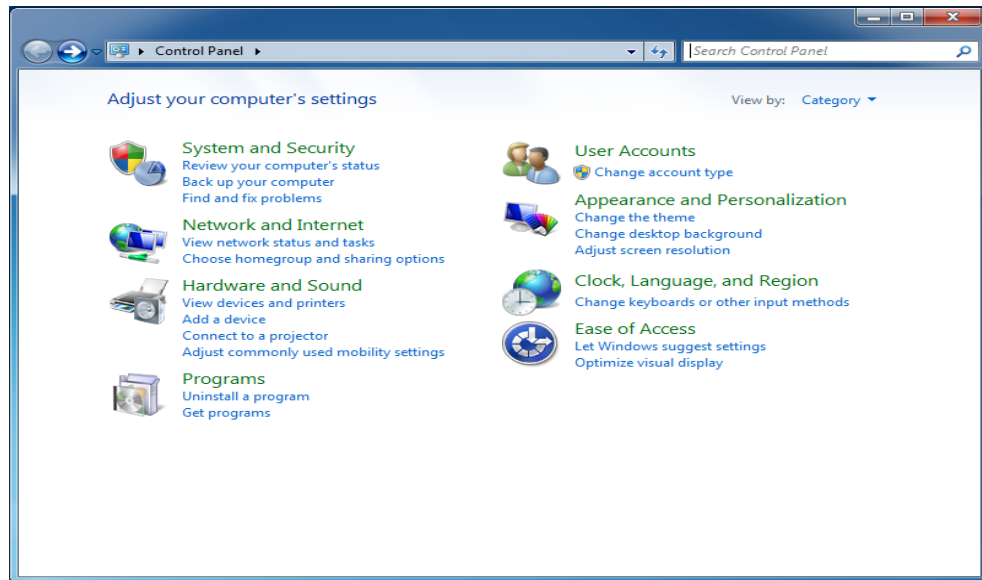 Control Panel
Search Control Panel
Adjust your computer's settings
View by: Category
System and Security
Review your computer's status
Back up your computer
Find and fix problems
Network and Internet
View network status and tasks
Choose homegroup and sharing options
Hardware and Sound
View devices and printers
Add a device
Connect to a projector
Adjust commonly used mobility settings
Programs
Uninstall a program
Get programs
User Accounts
Change account type
Appearance and Personalization
Change the theme
Change desktop background
Adjust screen resolution
Clock, Language, and Region
Change keyboards or other input methods
Ease of Access
Let Windows suggest settings
Optimize visual display